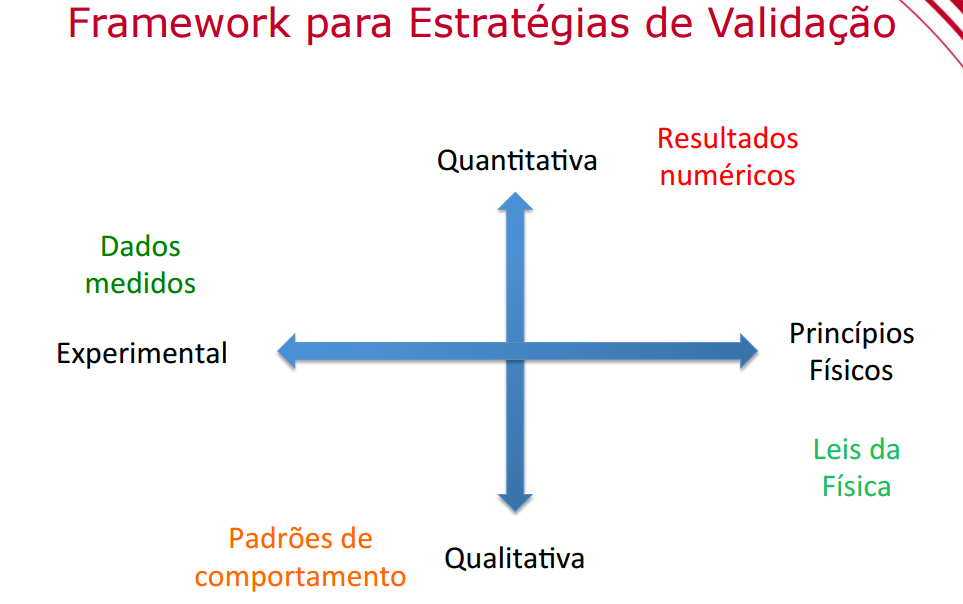 Framework para Estratégias de Validação
Quantitativa
Resultados
numéricos
Dados
medidos
Experimental
Princípios
Físicos
Leis da
Física
Padrões de
comportamento
Qualitativa